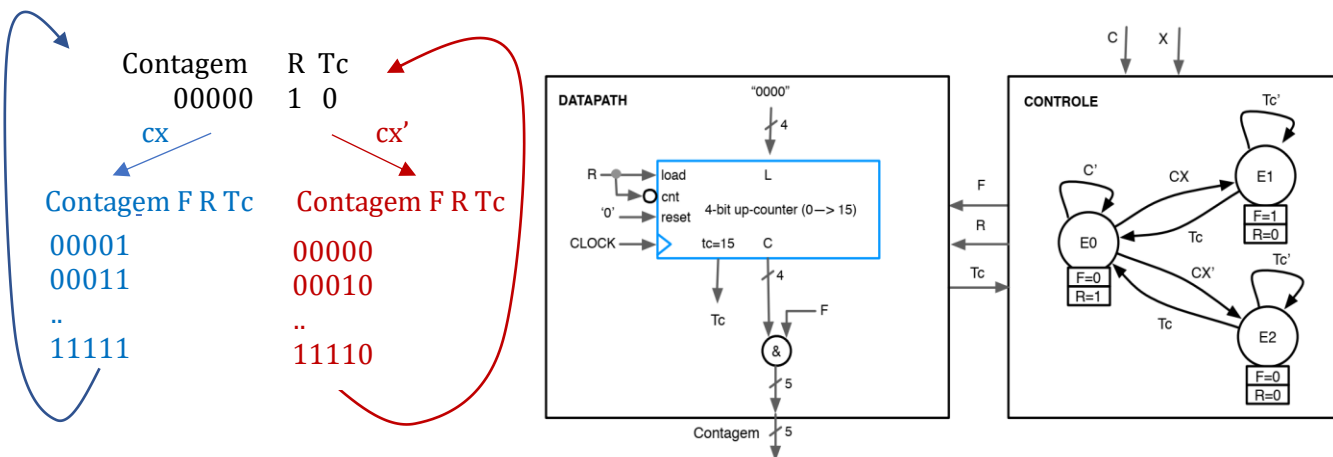 Contagem R Tc
00000 1 0
cx
cx’
Contagem F R Tc
00001
00011
..
11111
Contagem F R Tc
00000
00010
..
11110
DATAPATH
“0000”
4
R
load
L
cnt
‘0’
reset
4-bit up-counter (0—> 15)
CLOCK
tc=15
C
4
Tc
F
&
5
Contagem
5
F
R
Tc
C
X
CONTROLE
Tc’
E1
F=1
R=0
C’
CX
E0
Tc
F=0
R=1
CX’
Tc
Tc’
E2
F=0
R=0